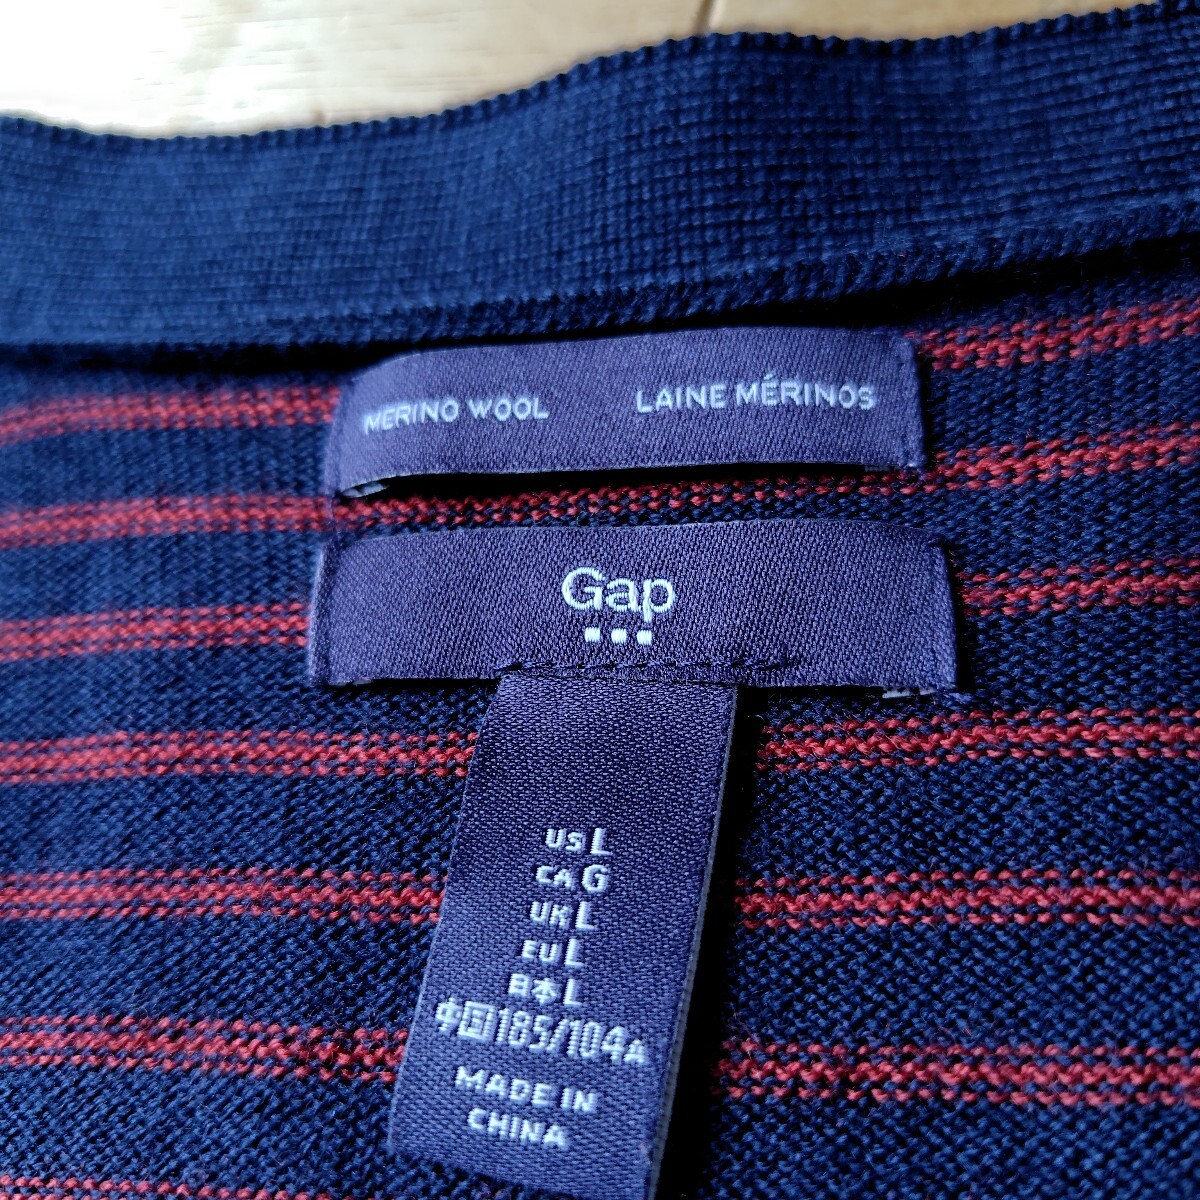 MERINO WOOL LAINE MÉRINOS
Gap
US L
CA G
UK L
EU L
日本 L
中国 185/104A
MADE IN
CHINA